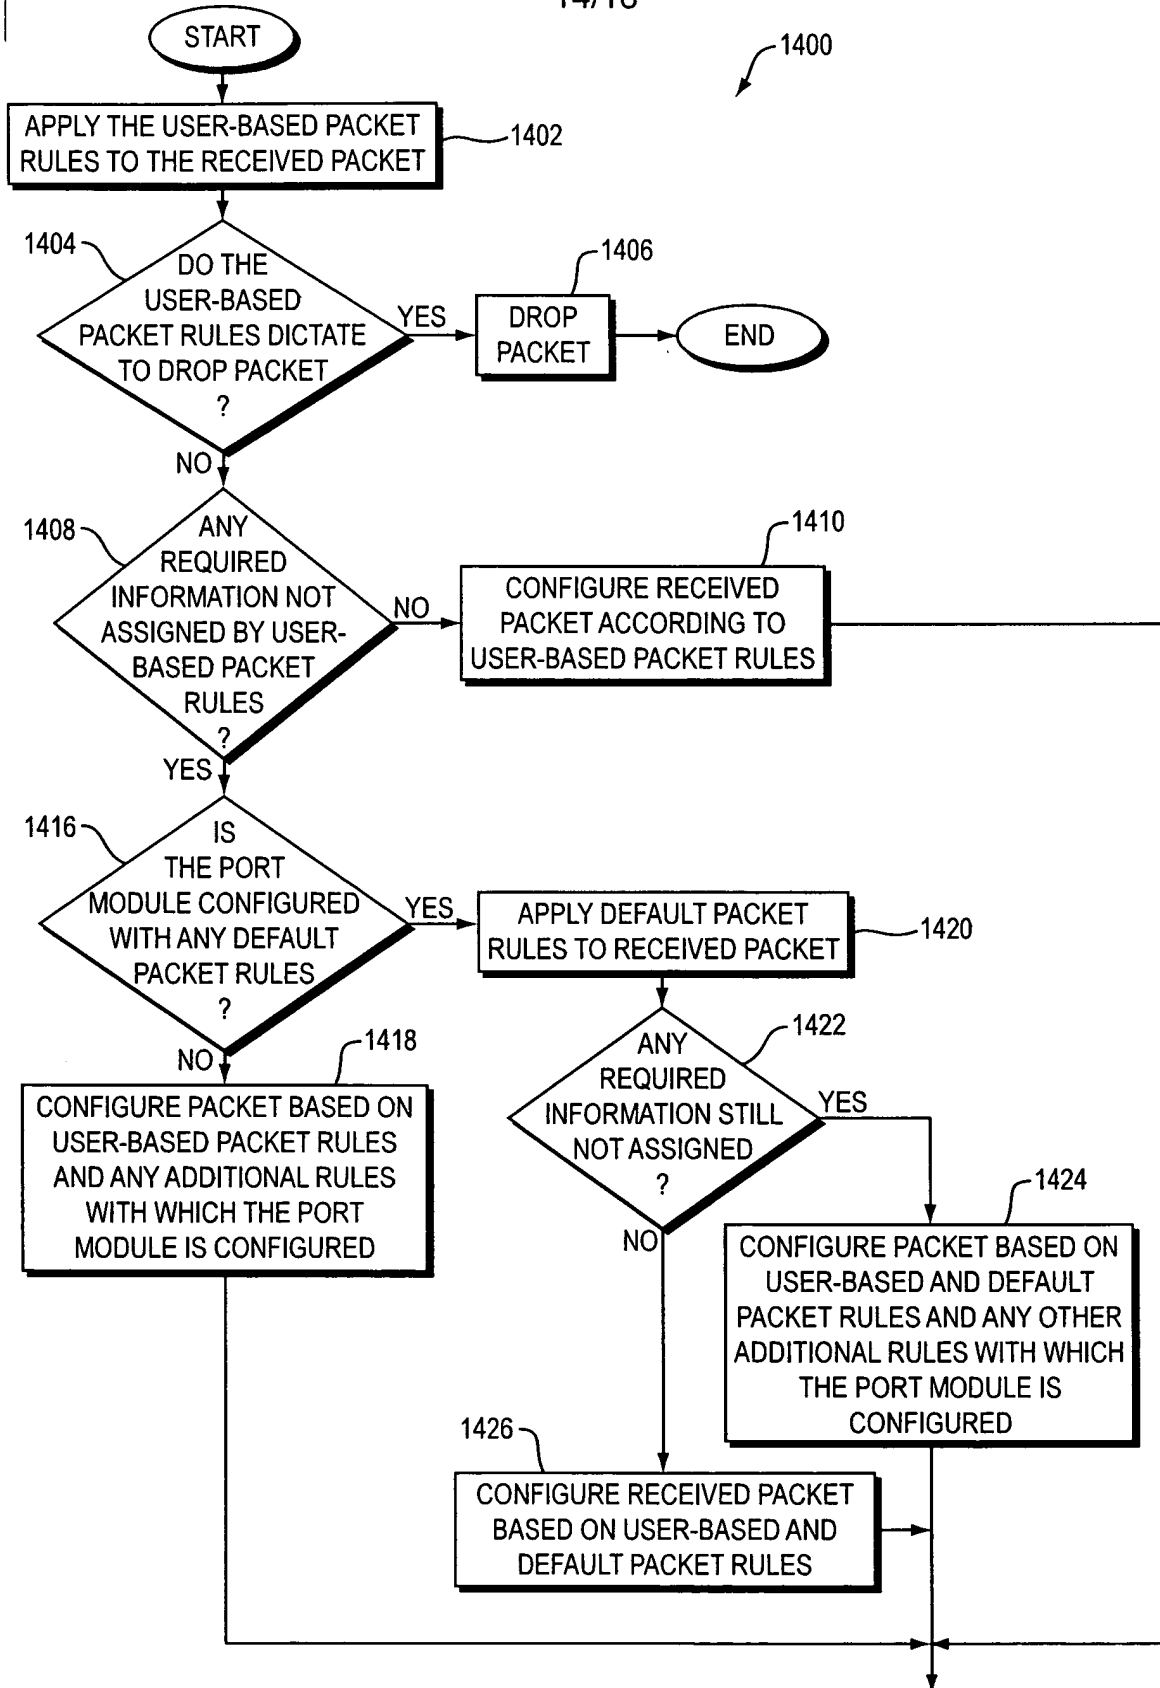 14/16
START
1400
APPLY THE USER-BASED PACKET
RULES TO THE RECEIVED PACKET
1402
1404
DO THE
USER-BASED
PACKET RULES DICTATE
TO DROP PACKET
?
YES
1406
DROP
PACKET
END
NO
1408
ANY
REQUIRED
INFORMATION NOT
ASSIGNED BY USER-
BASED PACKET
RULES
?
NO
1410
CONFIGURE RECEIVED
PACKET ACCORDING TO
USER-BASED PACKET RULES
YES
1416
IS
THE PORT
MODULE CONFIGURED
WITH ANY DEFAULT
PACKET RULES
?
YES
APPLY DEFAULT PACKET
RULES TO RECEIVED PACKET
1420
NO
1418
CONFIGURE PACKET BASED ON
USER-BASED PACKET RULES
AND ANY ADDITIONAL RULES
WITH WHICH THE PORT
MODULE IS CONFIGURED
1422
ANY
REQUIRED
INFORMATION STILL
NOT ASSIGNED
?
YES
NO
1424
CONFIGURE PACKET BASED ON
USER-BASED AND DEFAULT
PACKET RULES AND ANY OTHER
ADDITIONAL RULES WITH WHICH
THE PORT MODULE IS
CONFIGURED
1426
CONFIGURE RECEIVED PACKET
BASED ON USER-BASED AND
DEFAULT PACKET RULES